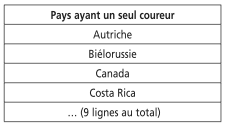 Pays ayant un seul coureur
Autriche
Biélorussie
Canada
Costa Rica
... (9 lignes au total)